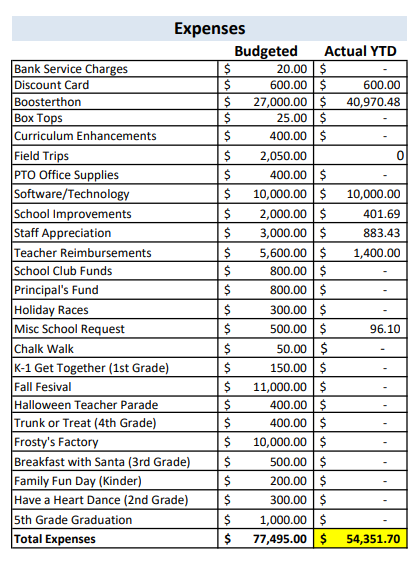 Expenses
Budgeted Actual YTD
Bank Service Charges $ 20.00 $ -
Discount Card $ 600.00 $ 600.00
Boosterthon $ 27,000.00 $ 40,970.48
Box Tops $ 25.00 $ -
Curriculum Enhancements $ 400.00 $ -
Field Trips $ 2,050.00 0
PTO Office Supplies $ 400.00 $ -
Software/Technology $ 10,000.00 $ 10,000.00
School Improvements $ 2,000.00 $ 401.69
Staff Appreciation $ 3,000.00 $ 883.43
Teacher Reimbursements $ 5,600.00 $ 1,400.00
School Club Funds $ 800.00 $ -
Principal's Fund $ 800.00 $ -
Holiday Races $ 300.00 $ -
Misc School Request $ 500.00 $ 96.10
Chalk Walk $ 50.00 $ -
K-1 Get Together (1st Grade) $ 150.00 $ -
Fall Fesival $ 11,000.00 $ -
Halloween Teacher Parade $ 400.00 $ -
Trunk or Treat (4th Grade) $ 400.00 $ -
Frosty's Factory $ 10,000.00 $ -
Breakfast with Santa (3rd Grade) $ 500.00 $ -
Family Fun Day (Kinder) $ 200.00 $ -
Have a Heart Dance (2nd Grade) $ 300.00 $ -
5th Grade Graduation $ 1,000.00 $ -
Total Expenses $ 77,495.00 $ 54,351.70